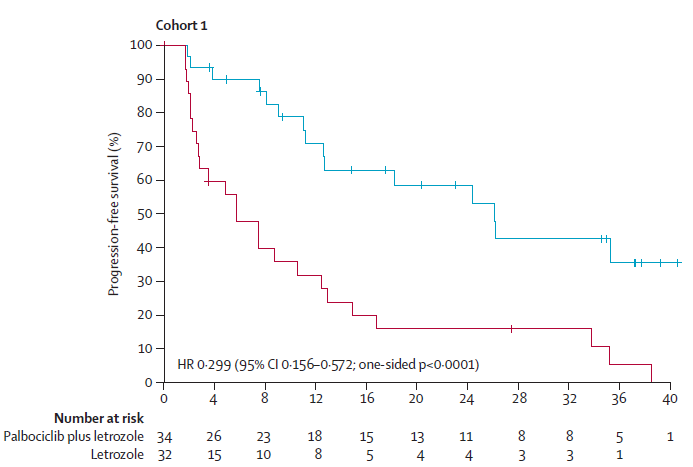 Cohort 1
100
90
80
70
60
50
40
30
20
10
0
Progression-free survival (%)
HR 0·299 (95% CI 0·156–0·572; one-sided p<0·0001)
0 4 8 12 16 20 24 28 32 36 40
Number at risk
Palbociclib plus letrozole 34 26 23 18 15 13 11 8 8 5 1
Letrozole 32 15 10 8 5 4 4 3 3 1